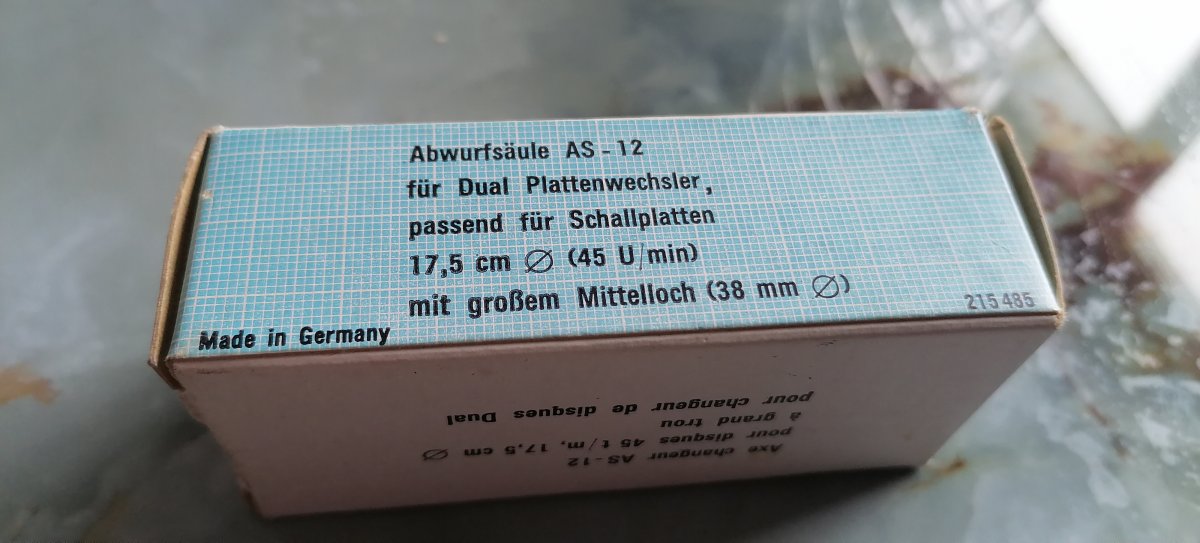 Abwurfsäule AS-12
für Dual Plattenwechsler,
passend für Schallplatten
17,5 cm ∅ (45 U/min)
mit großem Mittelloch (38 mm ∅)
215 485
Made in Germany
Axe changeur AS-12
pour disques 45 t/m, 17,5 cm ∅
à grand trou
pour changeur de disques Dual